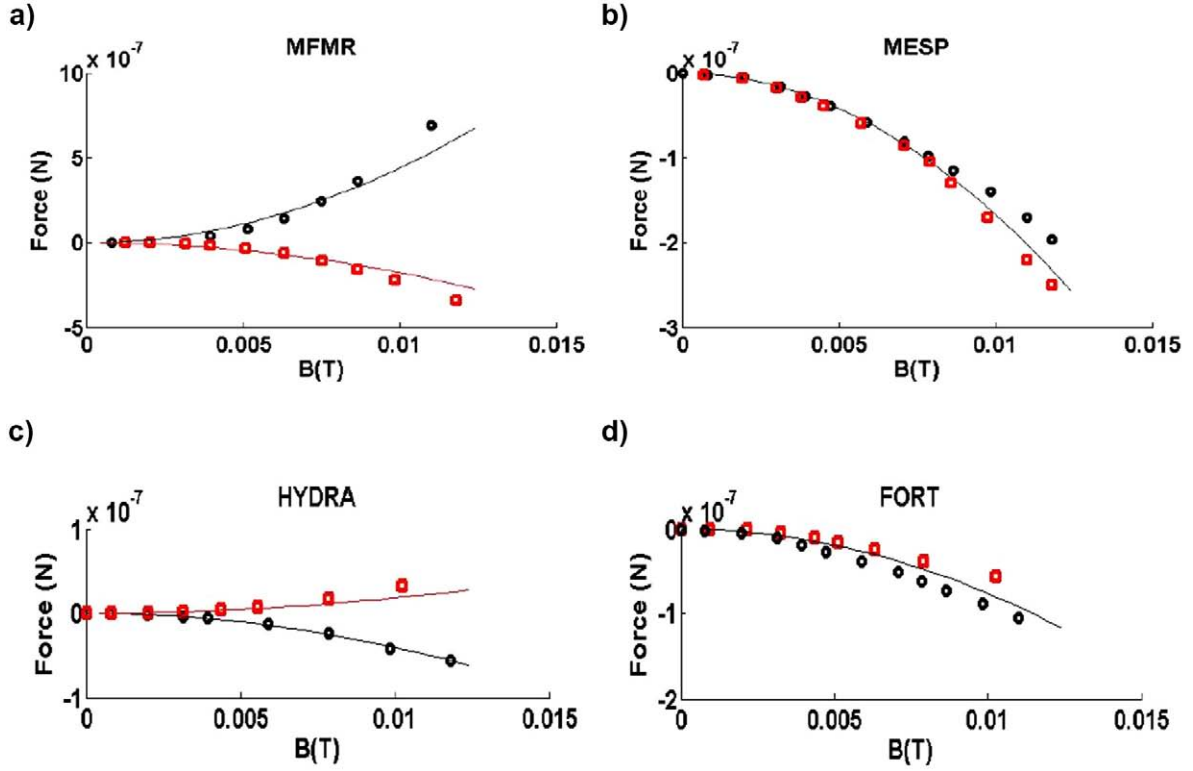 a)
MFMR
x 10^-7
10
5
0
-5
Force (N)
0 0.005 0.01 0.015
B(T)
b)
MESP
x 10^-7
0
-1
-2
-3
Force (N)
0 0.005 0.01 0.015
B(T)
c)
HYDRA
x 10^-7
1
0
-1
Force (N)
0 0.005 0.01 0.015
B(T)
d)
FORT
x 10^-7
0
-1
-2
Force (N)
0 0.005 0.01 0.015
B(T)